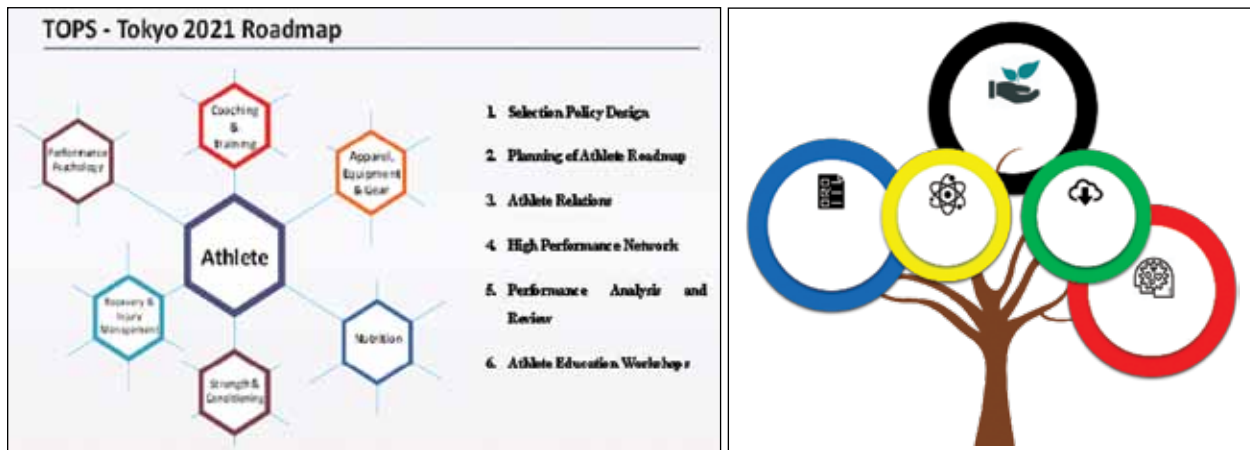 TOPS - Tokyo 2021 Roadmap
Coaching
&
Training
Performance
Psychology
Apparel,
Equipment
& Gear
Athlete
Recovery &
Injury
Management
Nutrition
Strength &
Conditioning
1. Selection Policy Design
2. Planning of Athlete Roadmap
3. Athlete Relations
4. High Performance Network
5. Performance Analysis and
Review
6. Athlete Education Workshops